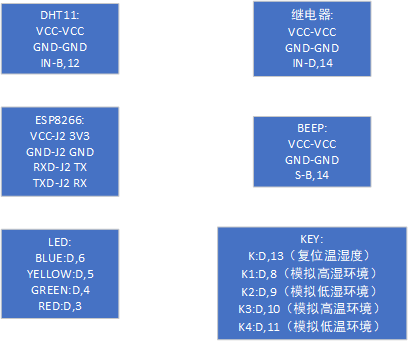 DHT11:
VCC-VCC
GND-GND
IN-B,12
继电器:
VCC-VCC
GND-GND
IN-D,14
ESP8266:
VCC-J2 3V3
GND-J2 GND
RXD-J2 TX
TXD-J2 RX
BEEP:
VCC-VCC
GND-GND
S-B,14
LED:
BLUE:D,6
YELLOW:D,5
GREEN:D,4
RED:D,3
KEY:
K:D,13（复位温湿度）
K1:D,8（模拟高湿环境）
K2:D,9（模拟低湿环境）
K3:D,10（模拟高温环境）
K4:D,11（模拟低温环境）